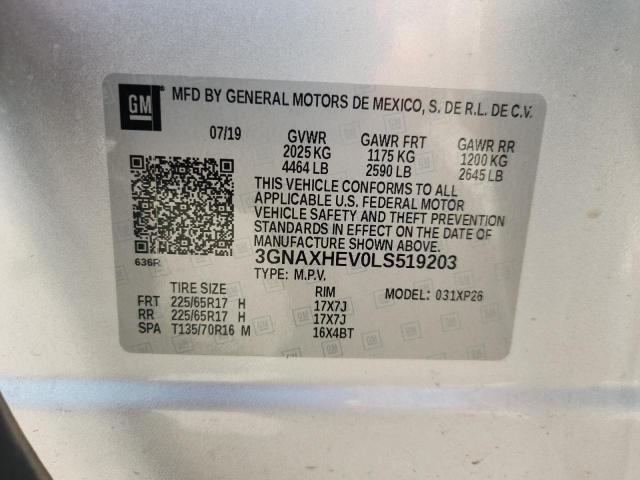 GM MFD BY GENERAL MOTORS DE MEXICO, S. DE R.L. DE C.V.
07/19 GVWR GAWR FRT GAWR RR
2025 KG 1175 KG 1200 KG
4464 LB 2590 LB 2645 LB
THIS VEHICLE CONFORMS TO ALL
APPLICABLE U.S. FEDERAL MOTOR
VEHICLE SAFETY AND THEFT PREVENTION
STANDARDS IN EFFECT ON THE DATE OF
MANUFACTURE SHOWN ABOVE.
636R 3GNAXHEV0LS519203
TYPE: M.P.V.
TIRE SIZE RIM MODEL: 031XP26
FRT 225/65R17 H 17X7J
RR 225/65R17 H 17X7J
SPA T135/70R16 M 16X4BT